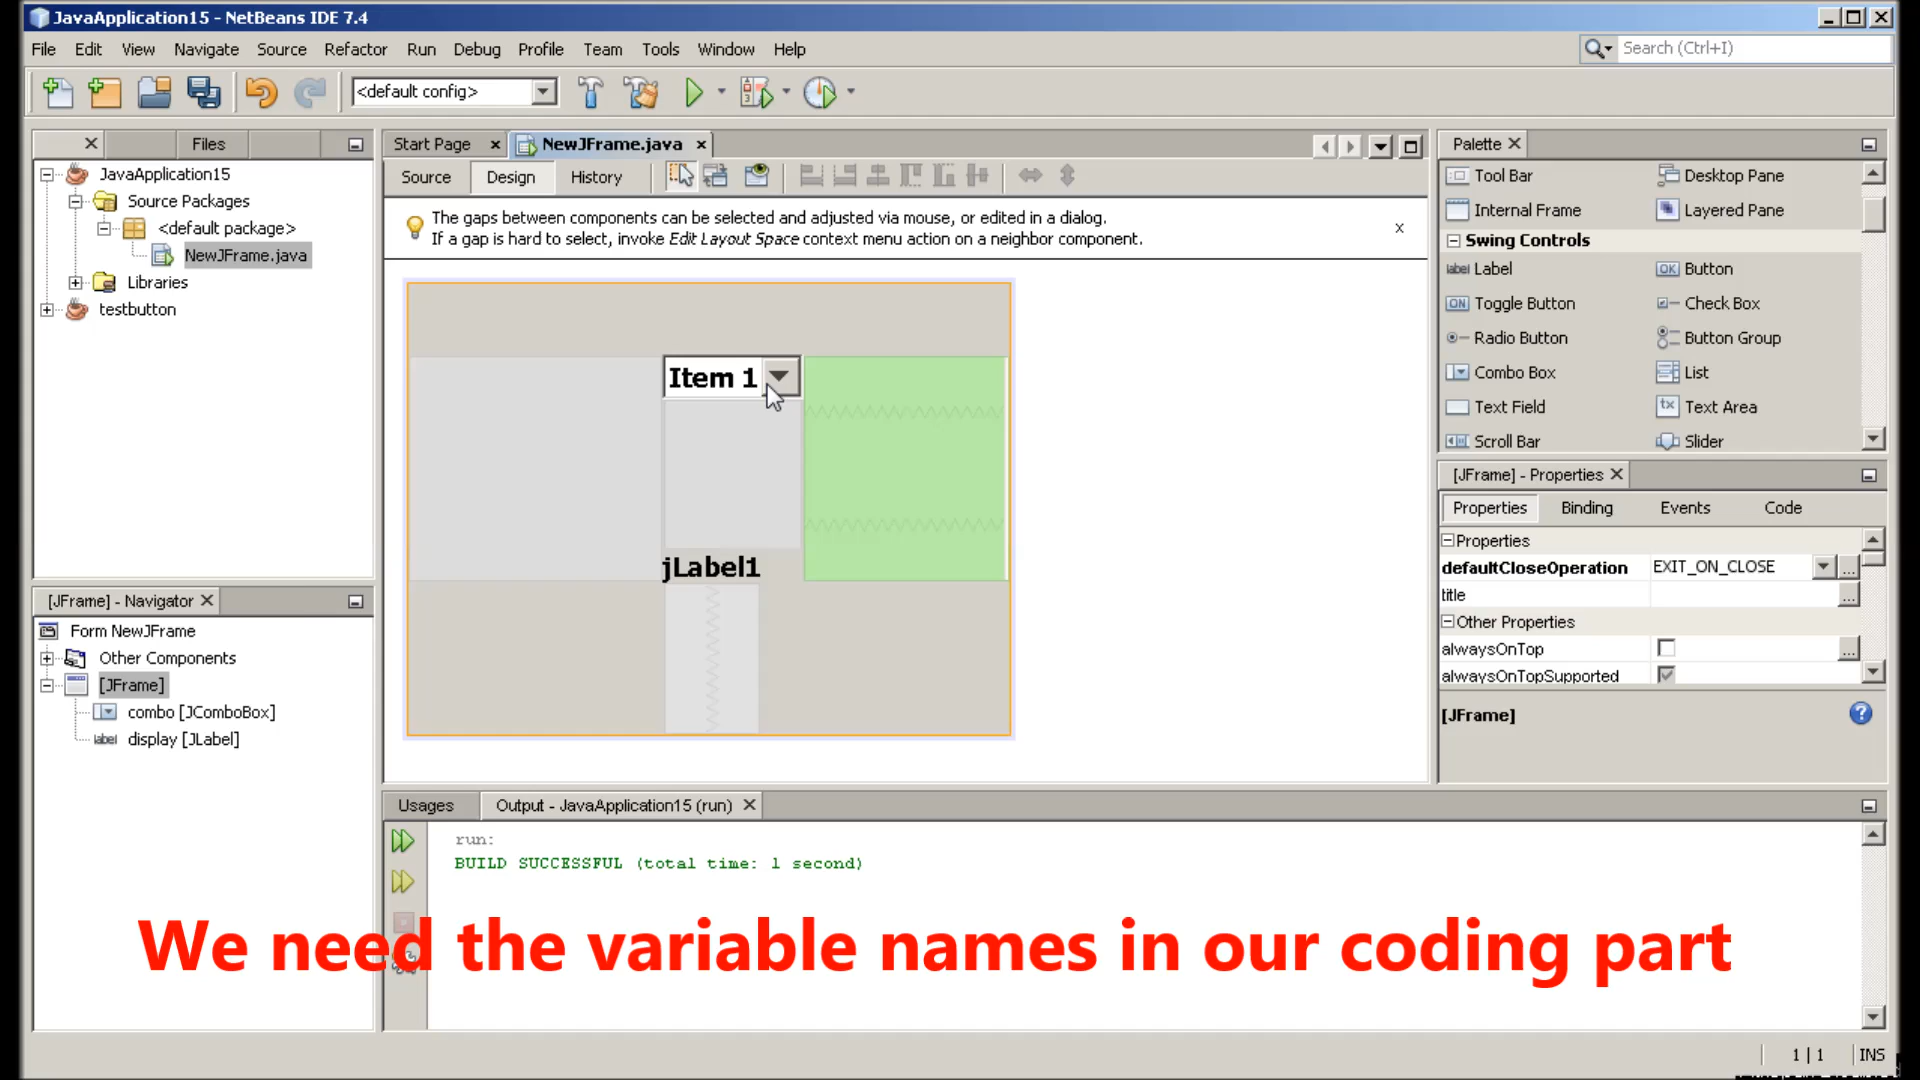 JavaApplication15 - NetBeans IDE 7.4
File Edit View Navigate Source Refactor Run Debug Profile Team Tools Window Help
Search (Ctrl+I)
<default config>
Files
JavaApplication15
Source Packages
<default package>
NewJFrame.java
Libraries
testbutton
[JFrame] - Navigator
Form NewJFrame
Other Components
[JFrame]
combo [JComboBox]
label display [JLabel]
Start Page NewJFrame.java
Source Design History
The gaps between components can be selected and adjusted via mouse, or edited in a dialog.
If a gap is hard to select, invoke Edit Layout Space context menu action on a neighbor component.
x
Item 1
jLabel1
Palette
Tool Bar Desktop Pane
Internal Frame Layered Pane
Swing Controls
label Label OK Button
ON Toggle Button Check Box
Radio Button Button Group
Combo Box List
Text Field tx Text Area
Scroll Bar Slider
[JFrame] - Properties
Properties Binding Events Code
Properties
defaultCloseOperation EXIT_ON_CLOSE ...
title ...
Other Properties
alwaysOnTop ...
alwaysOnTopSupported
[JFrame] ?
Usages Output - JavaApplication15 (run)
run:
BUILD SUCCESSFUL (total time: 1 second)
We need the variable names in our coding part
1 | 1 INS